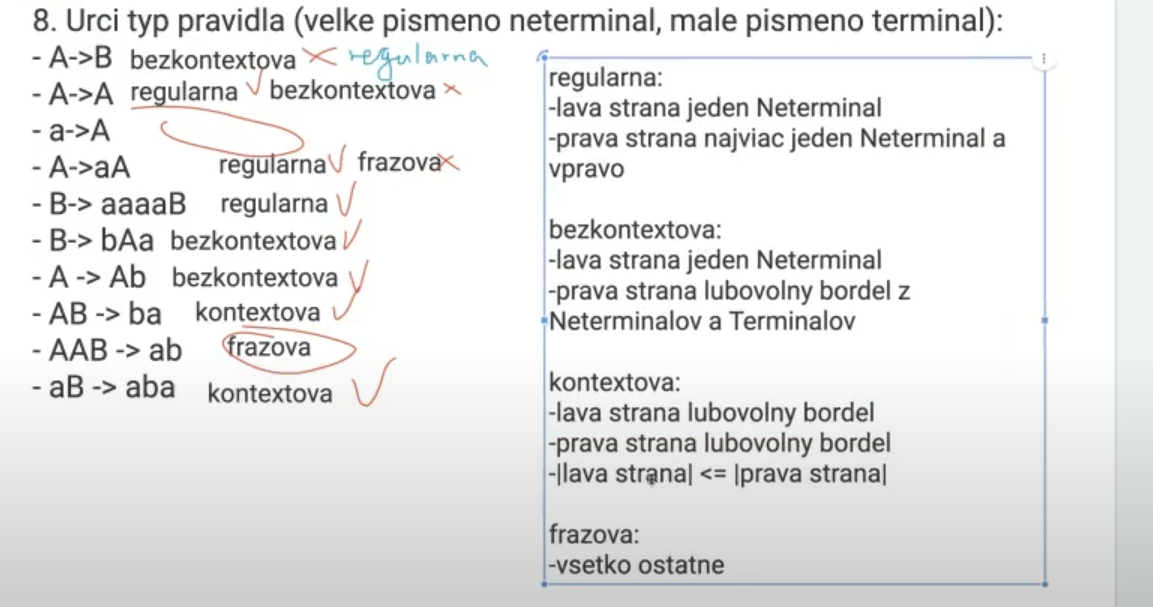 8. Urci typ pravidla (velke pismeno neterminal, male pismeno terminal):
- A->B bezkontextova regularna
- A->A regularna bezkontextova
- a->A
- A->aA regularna frazova
- B-> aaaaB regularna
- B-> bAa bezkontextova
- A -> Ab bezkontextova
- AB -> ba kontextova
- AAB -> ab frazova
- aB -> aba kontextova
regularna:
-lava strana jeden Neterminal
-prava strana najviac jeden Neterminal a
vpravo
bezkontextova:
-lava strana jeden Neterminal
-prava strana lubovolny bordel z
Neterminalov a Terminalov
kontextova:
-lava strana lubovolny bordel
-prava strana lubovolny bordel
-|lava strana| <= |prava strana|
frazova:
-vsetko ostatne